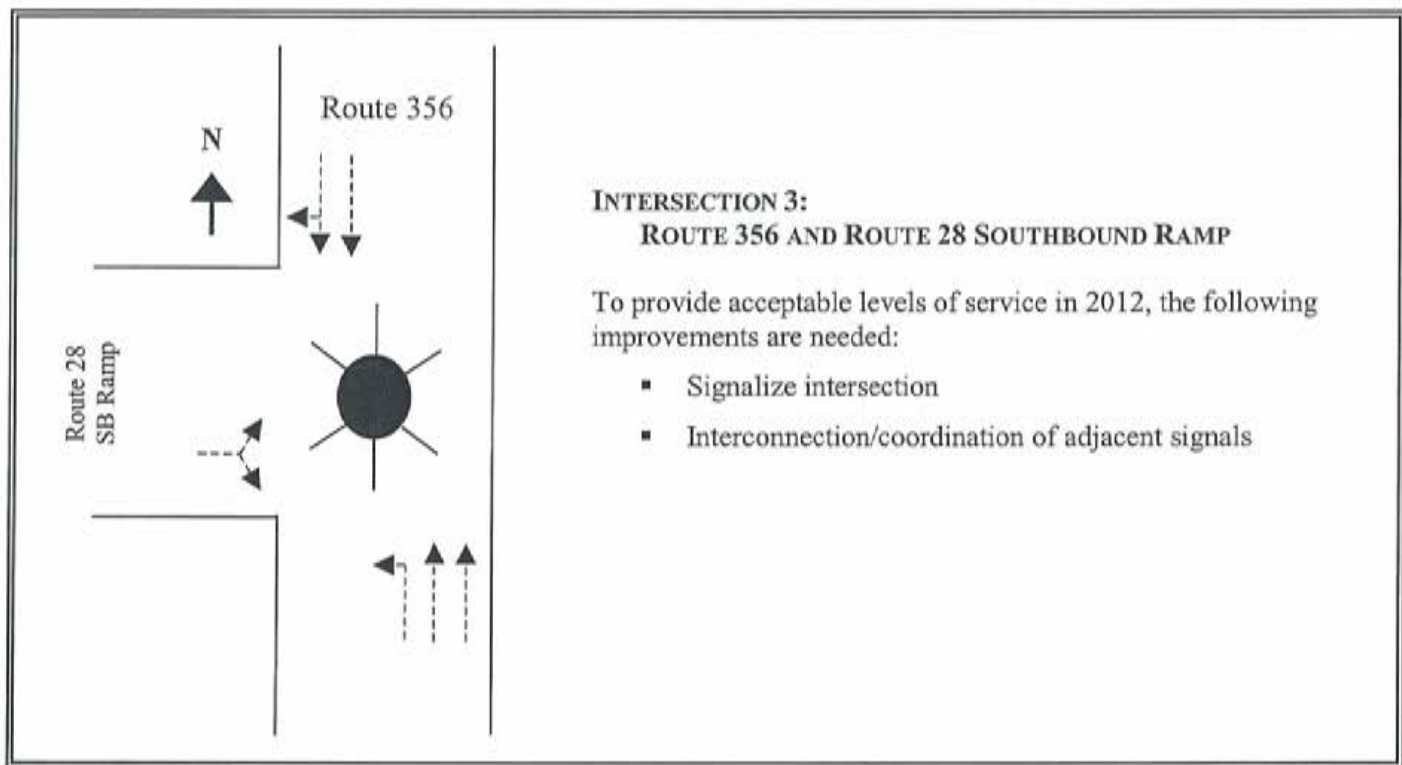 Route 356
N
Route 28
SB Ramp
INTERSECTION 3:
ROUTE 356 AND ROUTE 28 SOUTHBOUND RAMP
To provide acceptable levels of service in 2012, the following
improvements are needed:
▪ Signalize intersection
▪ Interconnection/coordination of adjacent signals